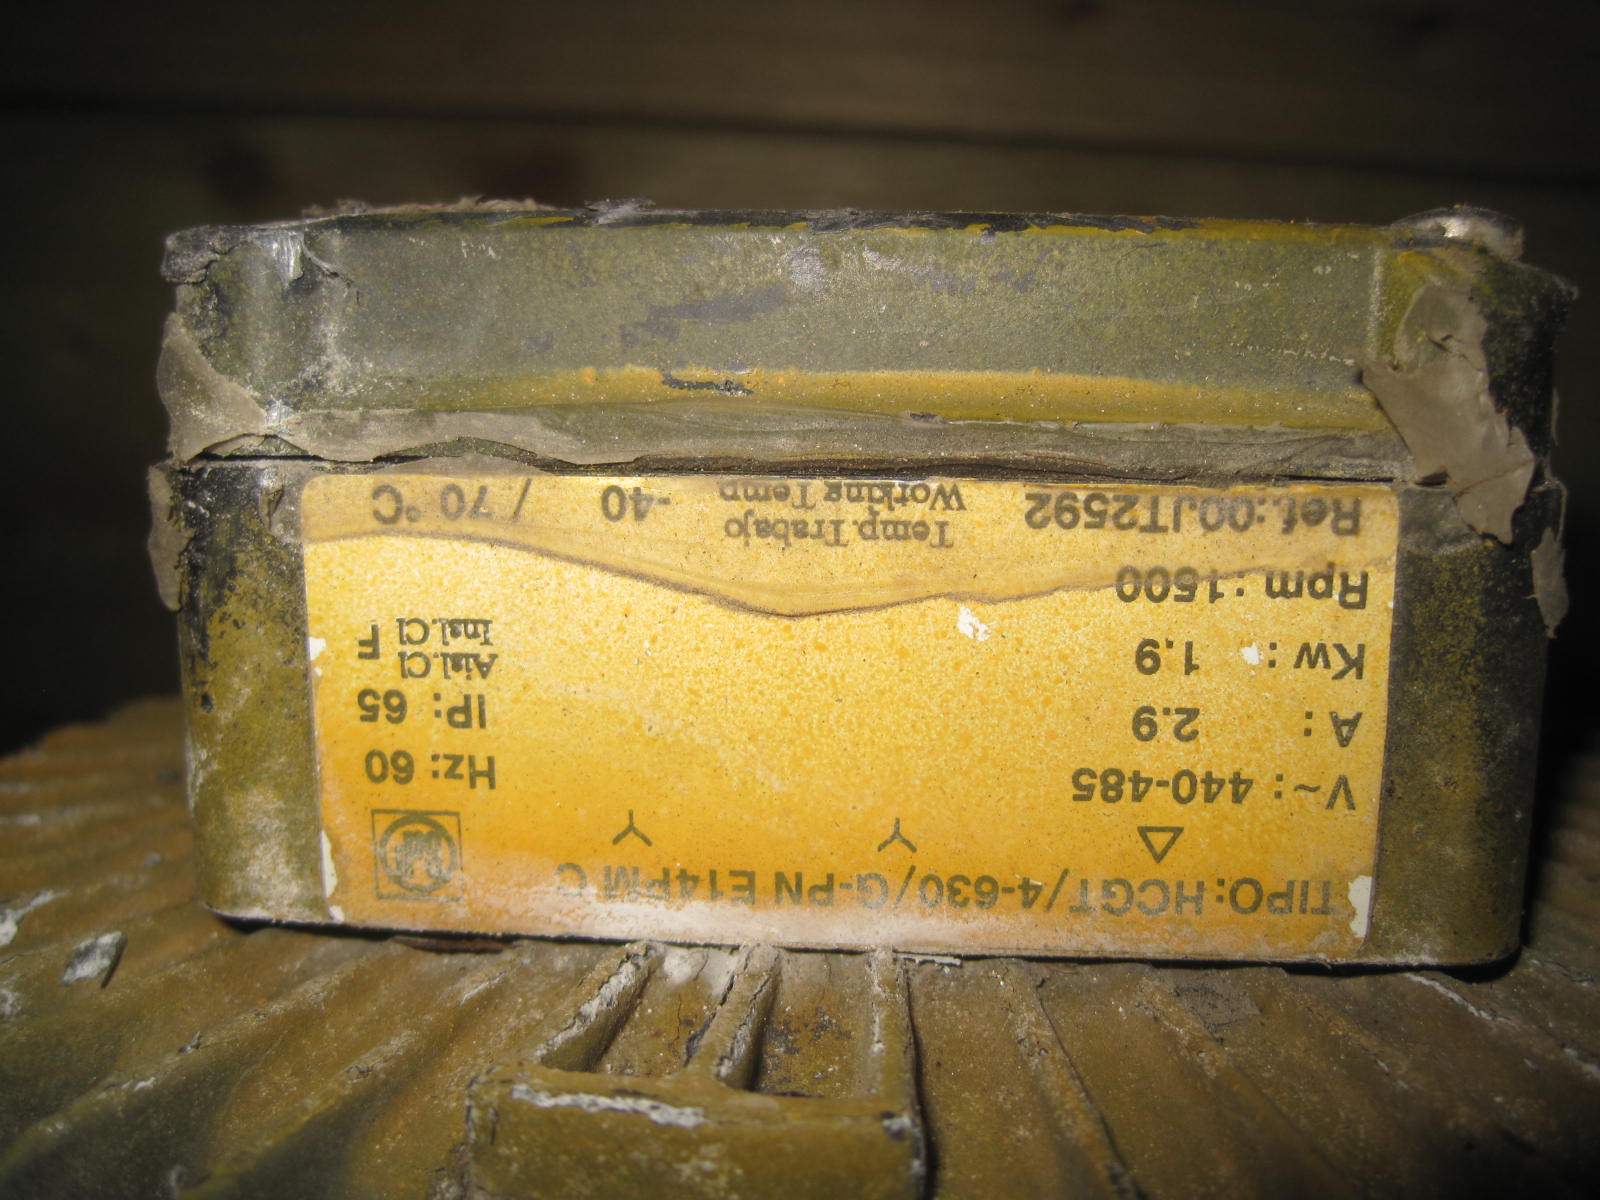 TIPO: HCGT/4-630/G-PN E14PM C
V~: 440-485 Hz: 60
A: 2.9 IP: 65
Kw: 1.9 Aisl.Cl F
Insl.Cl
Rpm: 1500
Ref.:00JT2592 Temp.Trabajo -40 / 70 °C
Working Temp